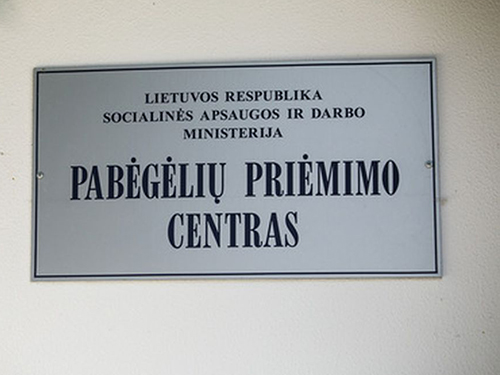 LIETUVOS RESPUBLIKA
SOCIALINĖS APSAUGOS IR DARBO
MINISTERIJA
PABĖGĖLIŲ PRIĖMIMO
CENTRAS